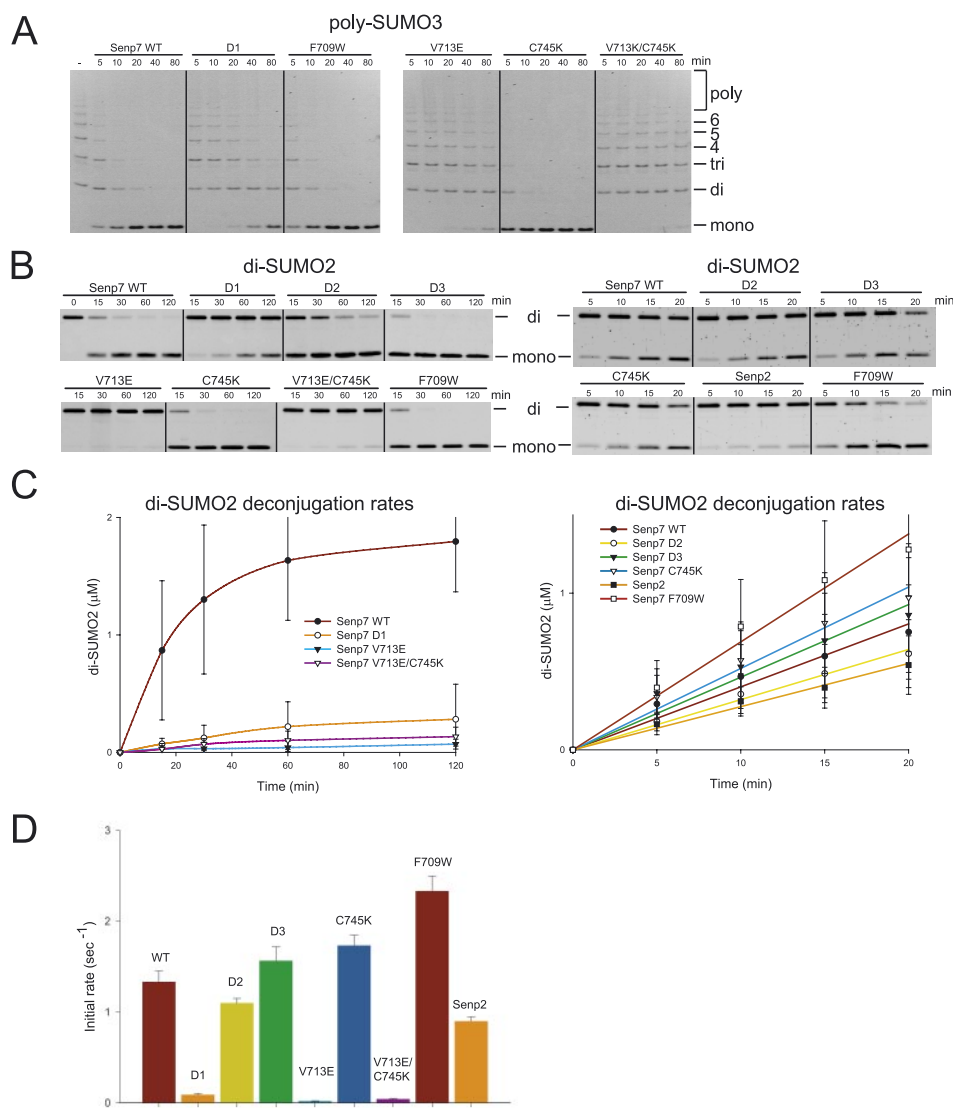 A
poly-SUMO3
Senp7 WT D1 F709W V713E C745K V713K/C745K
- 5 10 20 40 80 5 10 20 40 80 5 10 20 40 80 5 10 20 40 80 5 10 20 40 80 5 10 20 40 80 min
poly
6
5
4
tri
di
mono
B
di-SUMO2 di-SUMO2
Senp7 WT D1 D2 D3 Senp7 WT D2 D3
0 15 30 60 120 15 30 60 120 15 30 60 120 15 30 60 120 min 5 10 15 20 5 10 15 20 5 10 15 20 min
di
mono
V713E C745K V713E/C745K F709W C745K Senp2 F709W
15 30 60 120 15 30 60 120 15 30 60 120 15 30 60 120 min 5 10 15 20 5 10 15 20 5 10 15 20 min
di
mono
C
di-SUMO2 deconjugation rates
2
1
0
di-SUMO2 (μM)
Senp7 WT
Senp7 D1
Senp7 V713E
Senp7 V713E/C745K
0 20 40 60 80 100 120
Time (min)
di-SUMO2 deconjugation rates
1
0
di-SUMO2 (μM)
Senp7 WT
Senp7 D2
Senp7 D3
Senp7 C745K
Senp2
Senp7 F709W
0 5 10 15 20
Time (min)
D
3
2
1
0
Initial rate (sec -1)
WT
D1
D2
D3
V713E
C745K
V713E/
C745K
F709W
Senp2